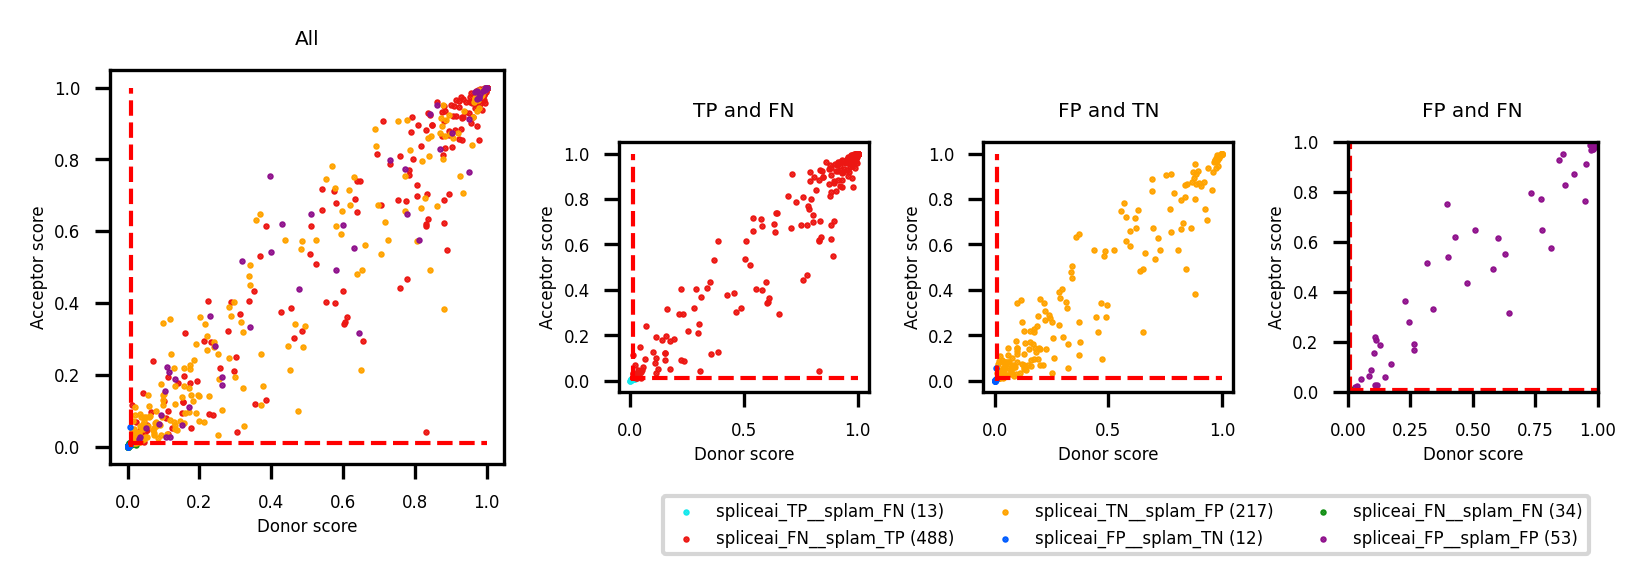 All
1.0
0.8
0.6
0.4
0.2
0.0
Acceptor score
0.0 0.2 0.4 0.6 0.8 1.0
Donor score
TP and FN
1.0
0.8
0.6
0.4
0.2
0.0
Acceptor score
0.0 0.5 1.0
Donor score
FP and TN
1.0
0.8
0.6
0.4
0.2
0.0
Acceptor score
0.0 0.5 1.0
Donor score
FP and FN
1.0
0.8
0.6
0.4
0.2
0.0
Acceptor score
0.00 0.25 0.50 0.75 1.00
Donor score
spliceai_TP__splam_FN (13) spliceai_TN__splam_FP (217) spliceai_FN__splam_FN (34)
spliceai_FN__splam_TP (488) spliceai_FP__splam_TN (12) spliceai_FP__splam_FP (53)